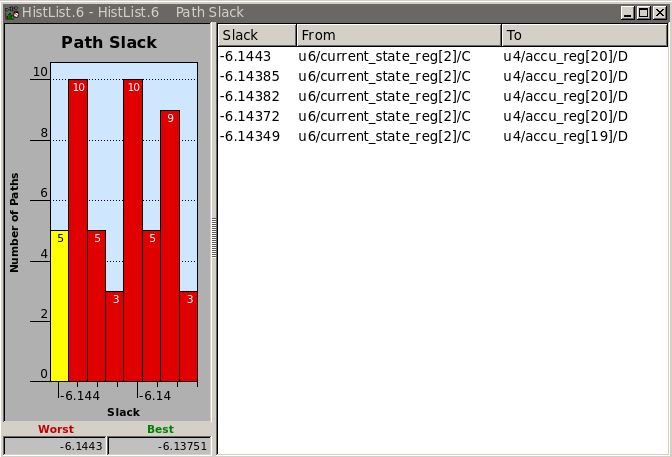 HistList.6 - HistList.6 Path Slack
Path Slack
Number of Paths
10
8
6
4
2
0
5
10
5
3
10
5
9
3
-6.144
-6.14
Slack
Worst
Best
-6.1443
-6.13751
Slack From To
-6.1443 u6/current_state_reg[2]/C u4/accu_reg[20]/D
-6.14385 u6/current_state_reg[2]/C u4/accu_reg[20]/D
-6.14382 u6/current_state_reg[2]/C u4/accu_reg[20]/D
-6.14372 u6/current_state_reg[2]/C u4/accu_reg[20]/D
-6.14349 u6/current_state_reg[2]/C u4/accu_reg[19]/D